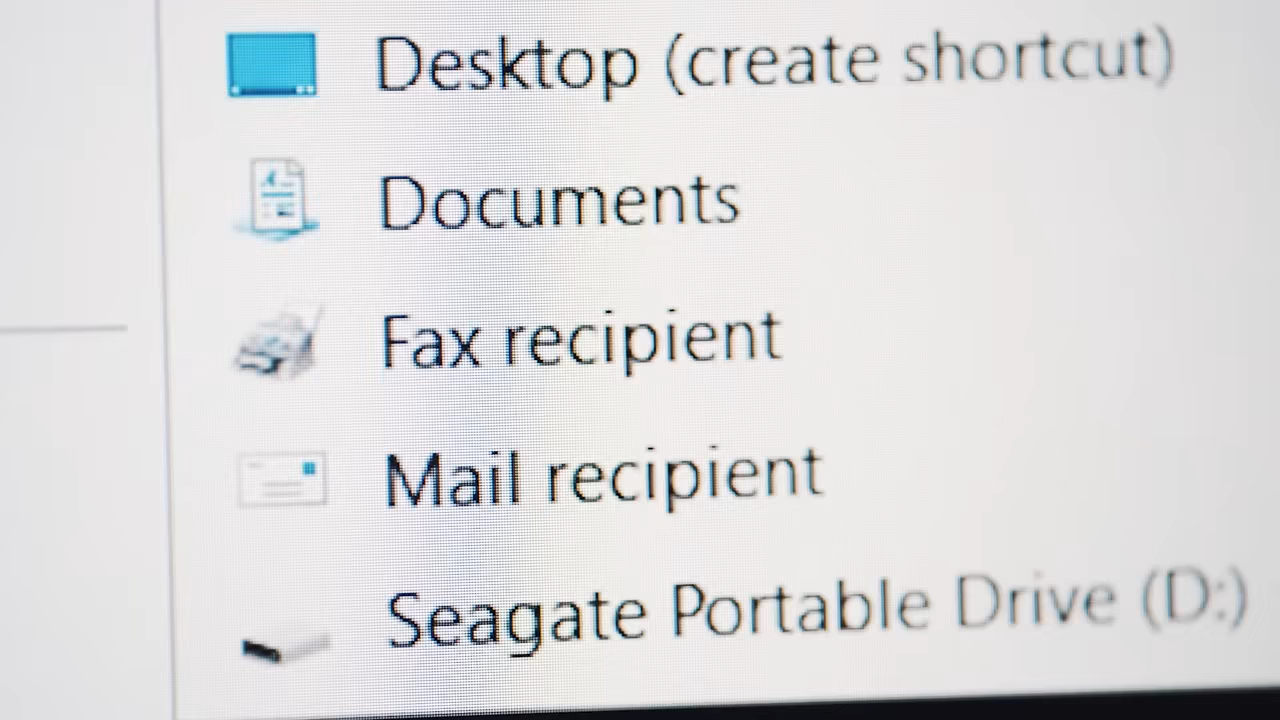 Desktop (create shortcut)
Documents
Fax recipient
Mail recipient
Seagate Portable Drive (D:)